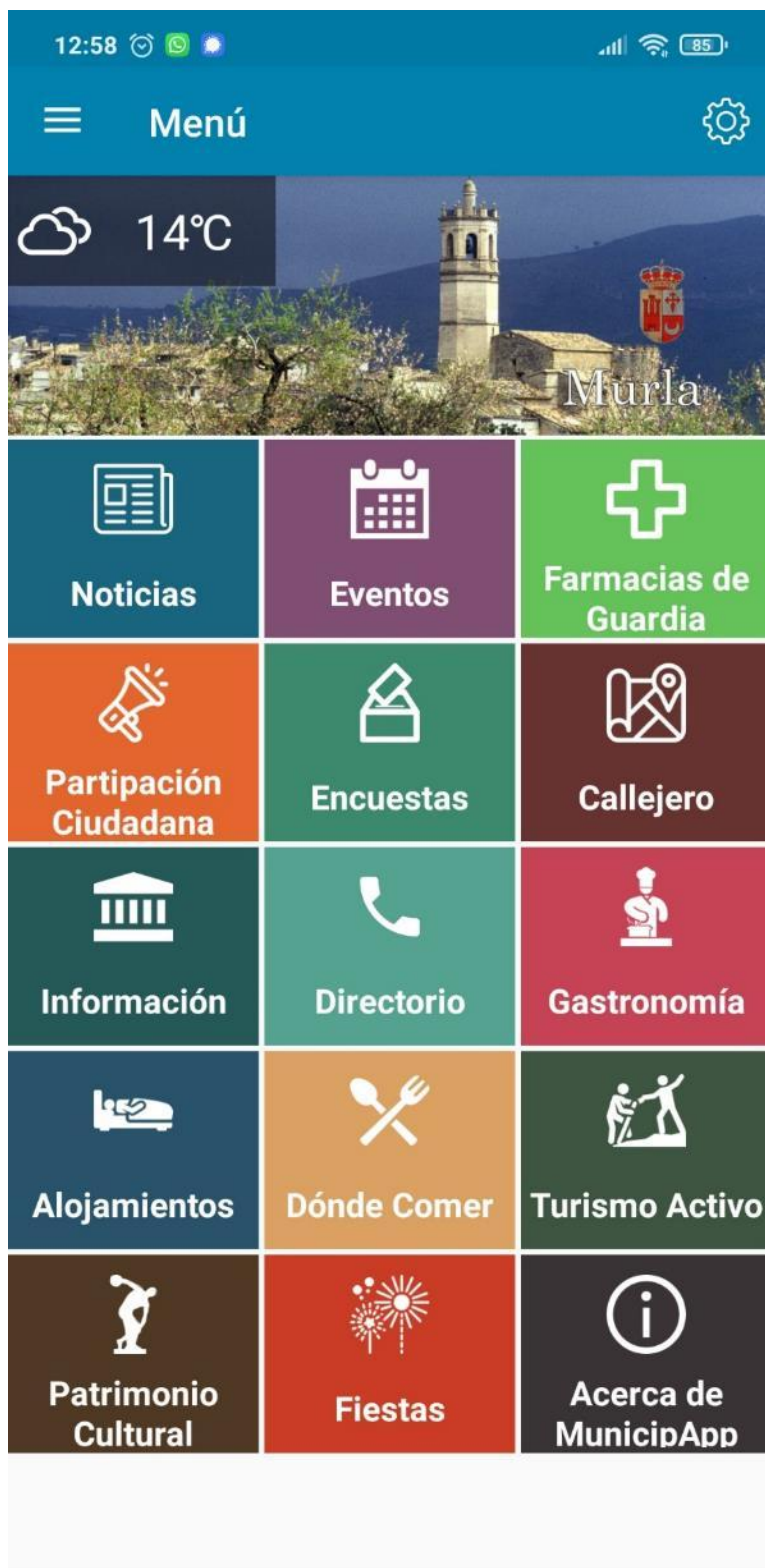 12:58
85
Menú
14°C
Murla
Noticias
Eventos
Farmacias de
Guardia
Partipación
Ciudadana
Encuestas
Callejero
Información
Directorio
Gastronomía
Alojamientos
Dónde Comer
Turismo Activo
Patrimonio
Cultural
Fiestas
Acerca de
MunicipApp